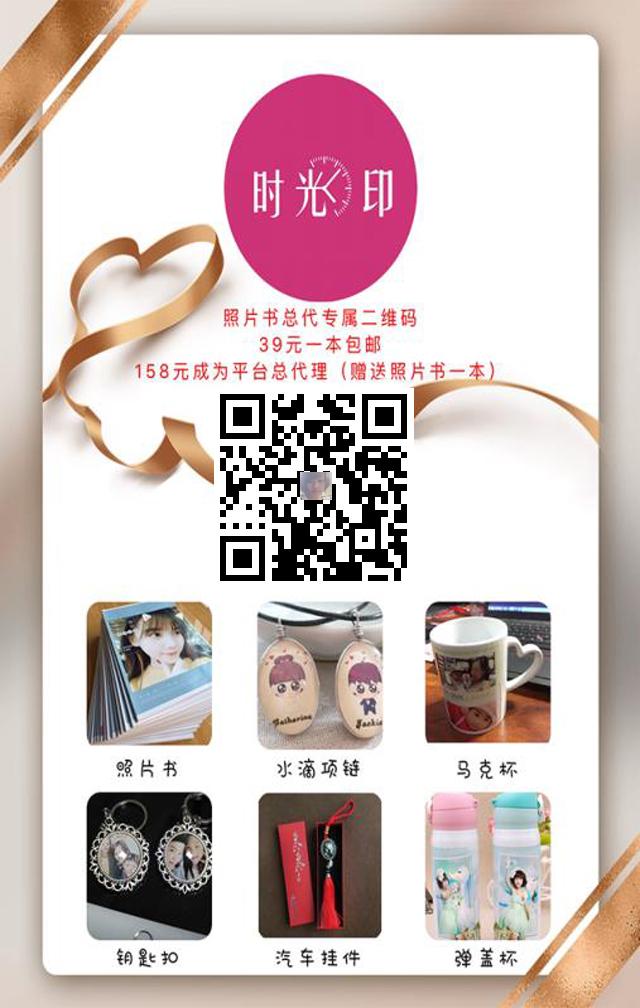 时光印
照片书总代专属二维码
39元一本包邮
158元成为平台总代理（赠送照片书一本）
Catharina
Jackie
照片书
水滴项链
马克杯
钥匙扣
汽车挂件
弹盖杯